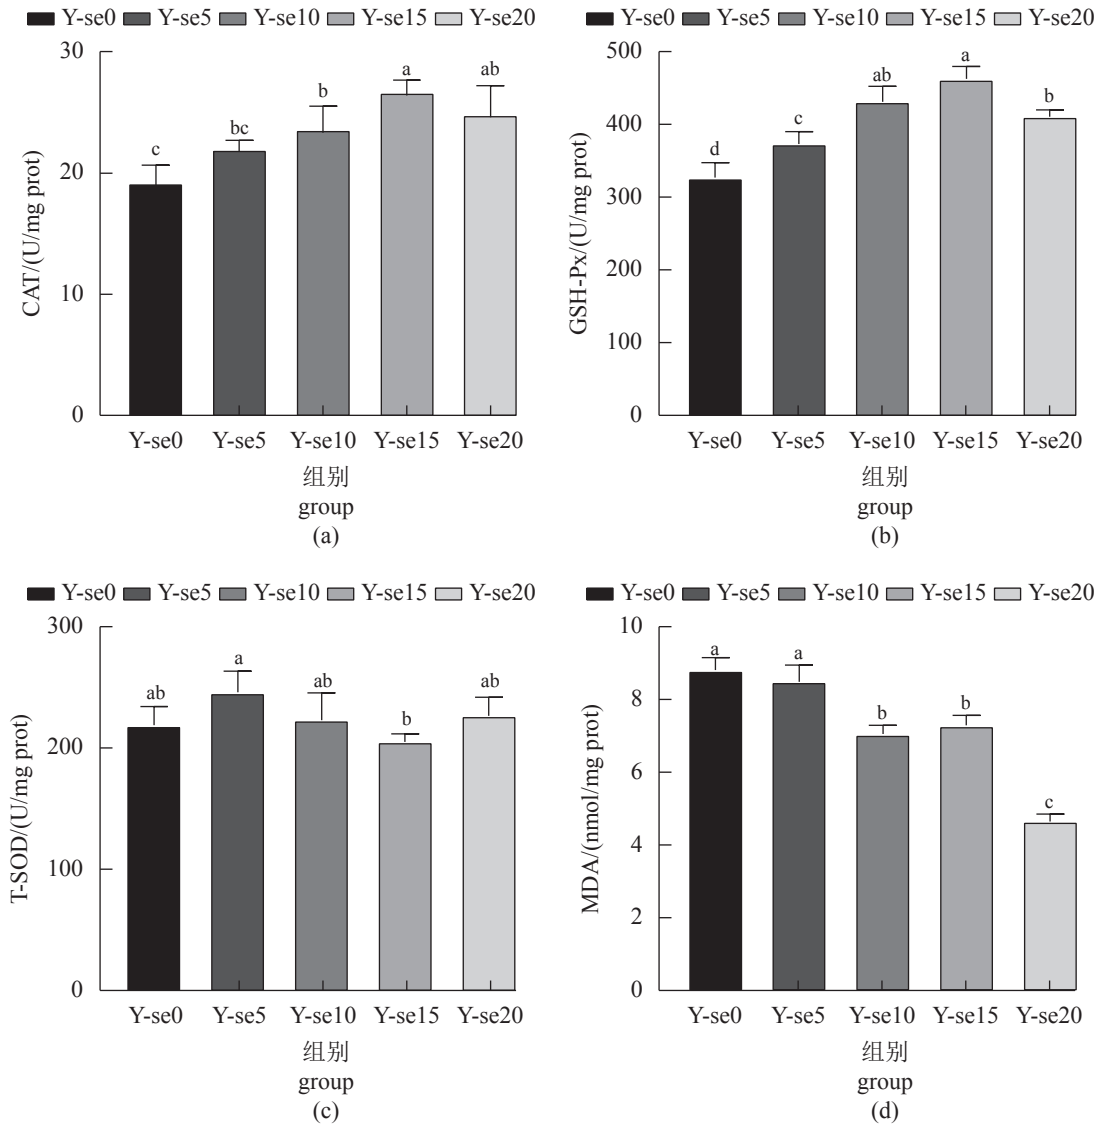 Y-se0 Y-se5 Y-se10 Y-se15 Y-se20
CAT/(U/mg prot)
30
20
10
0
c
bc
b
a
ab
Y-se0 Y-se5 Y-se10 Y-se15 Y-se20
组别
group
(a)
Y-se0 Y-se5 Y-se10 Y-se15 Y-se20
GSH-Px/(U/mg prot)
500
400
300
200
100
0
d
c
ab
a
b
Y-se0 Y-se5 Y-se10 Y-se15 Y-se20
组别
group
(b)
Y-se0 Y-se5 Y-se10 Y-se15 Y-se20
T-SOD/(U/mg prot)
300
200
100
0
ab
a
ab
b
ab
Y-se0 Y-se5 Y-se10 Y-se15 Y-se20
组别
group
(c)
Y-se0 Y-se5 Y-se10 Y-se15 Y-se20
MDA/(nmol/mg prot)
10
8
6
4
2
0
a
a
b
b
c
Y-se0 Y-se5 Y-se10 Y-se15 Y-se20
组别
group
(d)